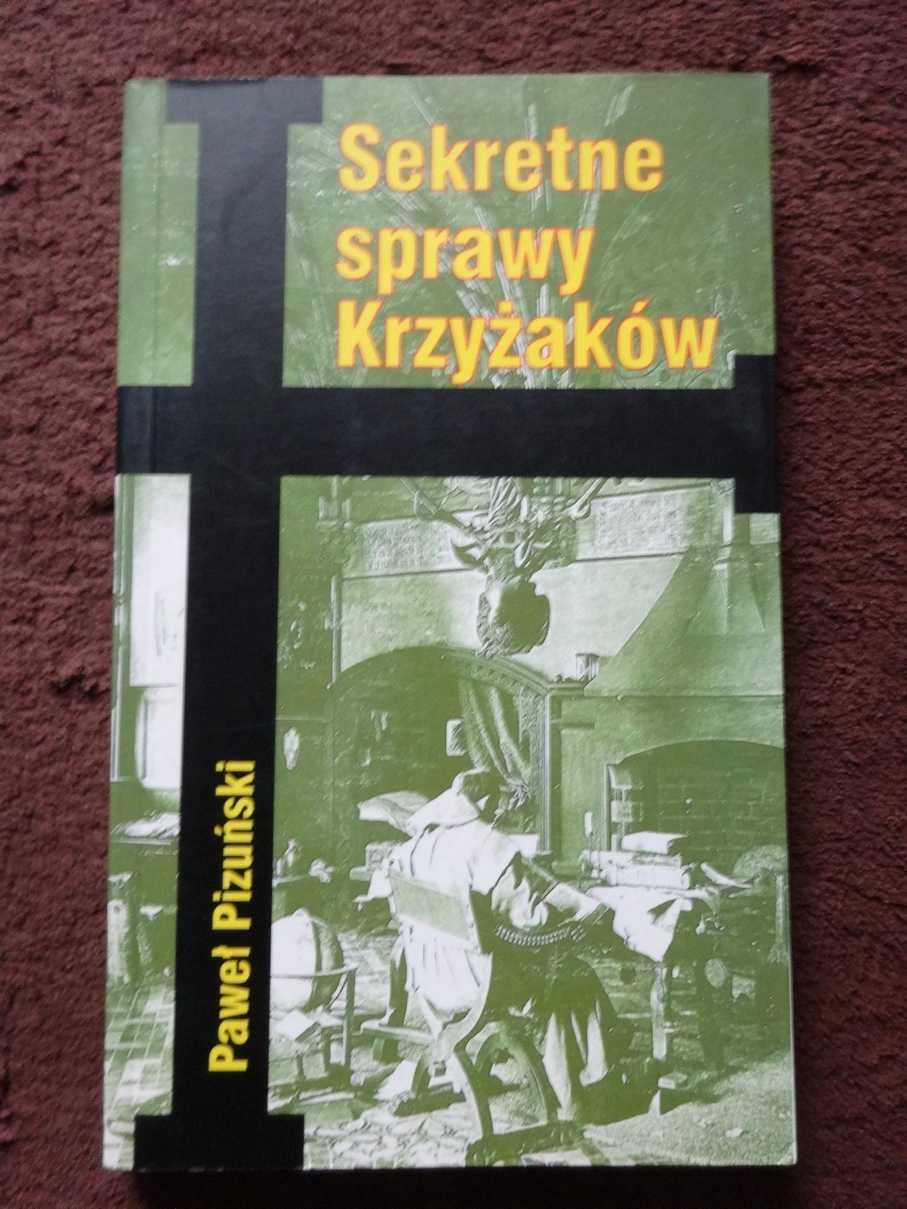 Sekretne
sprawy
Krzyżaków
Paweł Pizuński